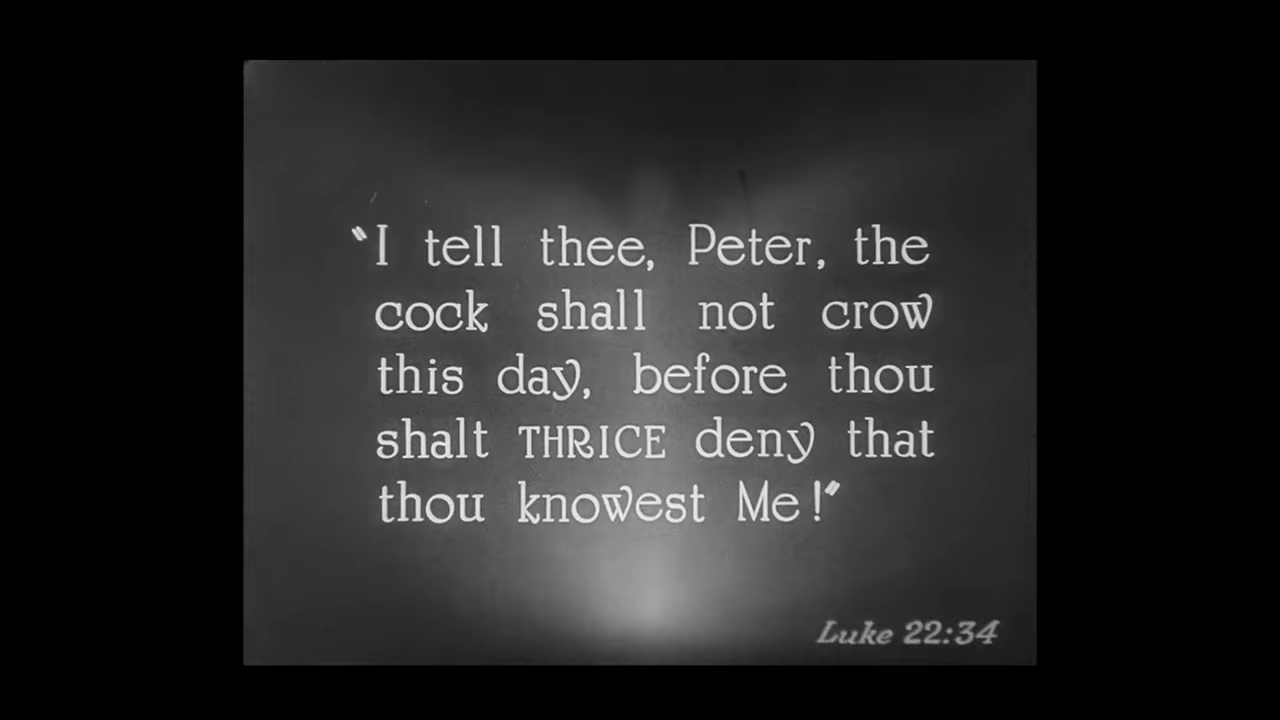 "I tell thee, Peter, the
cock shall not crow
this day, before thou
shalt THRICE deny that
thou knowest Me!"
Luke 22:34